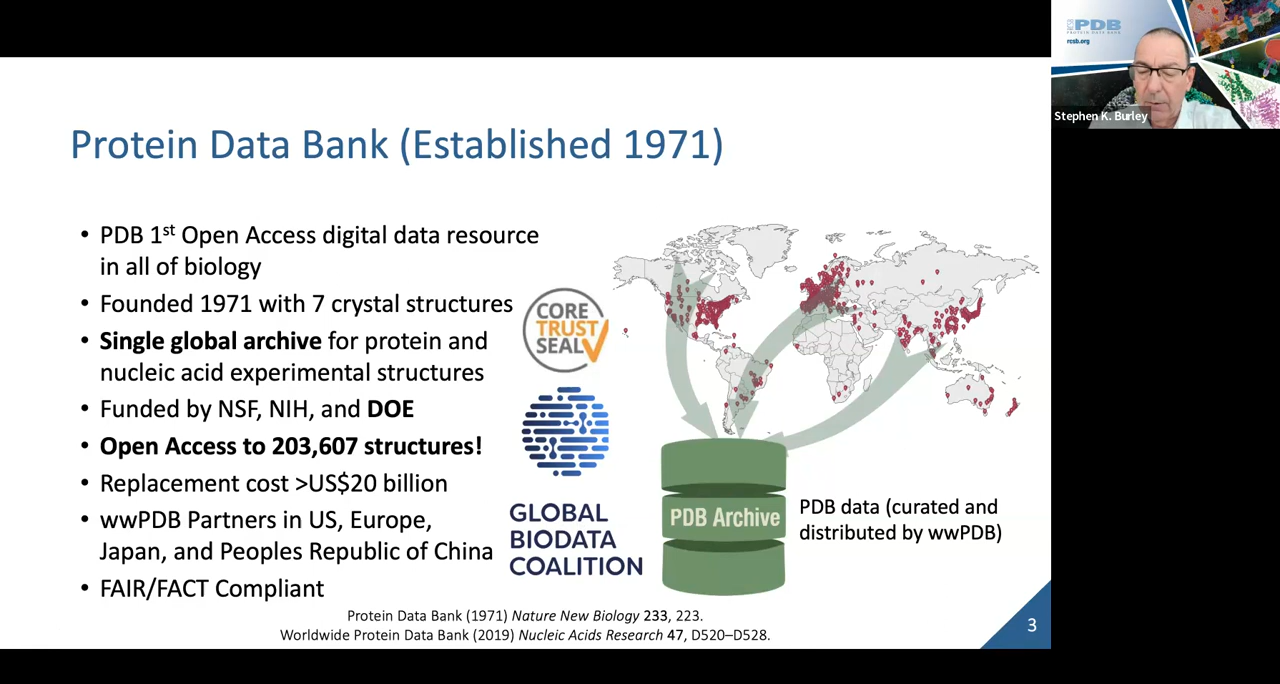 PDB
PROTEIN DATA BANK
rcsb.org
Stephen K. Burley
Protein Data Bank (Established 1971)
• PDB 1st Open Access digital data resource
in all of biology
• Founded 1971 with 7 crystal structures
• Single global archive for protein and
nucleic acid experimental structures
• Funded by NSF, NIH, and DOE
• Open Access to 203,607 structures!
• Replacement cost >US$20 billion
• wwPDB Partners in US, Europe,
Japan, and Peoples Republic of China
• FAIR/FACT Compliant
CORE
TRUST
SEAL
GLOBAL
BIODATA
COALITION
PDB Archive
PDB data (curated and
distributed by wwPDB)
Protein Data Bank (1971) Nature New Biology 233, 223.
Worldwide Protein Data Bank (2019) Nucleic Acids Research 47, D520–D528.
3